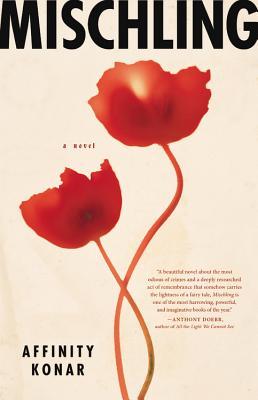 MISCHLING
a novel
"A beautiful novel about the most
odious of crimes and a deeply researched
act of remembrance that somehow carries
the lightness of a fairy tale, Mischling is
one of the most harrowing, powerful,
and imaginative books of the year."
—ANTHONY DOERR,
author of All the Light We Cannot See
AFFINITY
KONAR